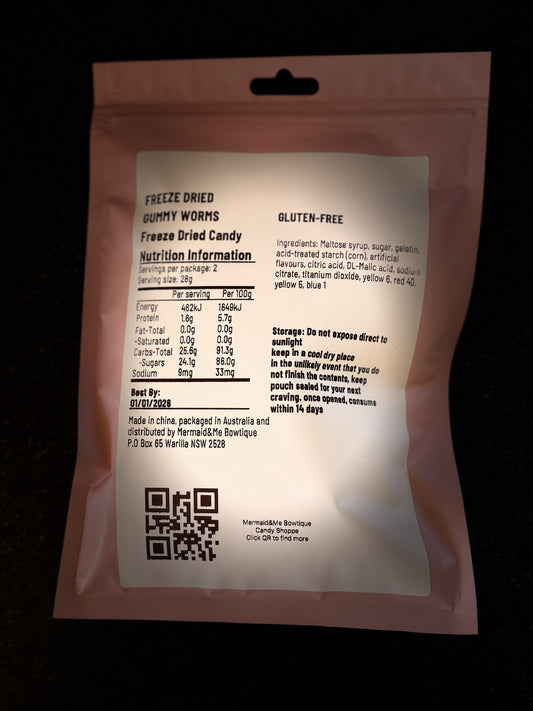 FREEZE DRIED
GUMMY WORMS
Freeze Dried Candy
Nutrition Information
Servings per package: 2
Serving size: 28g
Per serving Per 100g
Energy 462kJ 1649kJ
Protein 1.6g 5.7g
Fat-Total 0.0g 0.0g
-Saturated 0.0g 0.0g
Carbs-Total 25.6g 91.3g
-Sugars 24.1g 86.0g
Sodium 9mg 33mg
Best By:
01/01/2026
Made in china, packaged in Australia and
distributed by Mermaid&Me Bowtique
P.O Box 65 Warilla NSW 2528
GLUTEN-FREE
Ingredients: Maltose syrup, sugar, gelatin,
acid-treated starch (corn), artificial
flavours, citric acid, DL-Malic acid, sodium
citrate, titanium dioxide, yellow 6, red 40,
yellow 5, blue 1
Storage: Do not expose direct to
sunlight
keep in a cool dry place
In the unlikely event that you do
not finish the contents, keep
pouch sealed for your next
craving. once opened, consume
within 14 days
Mermaid&Me Bowtique
Candy Shoppe
Click QR to find more